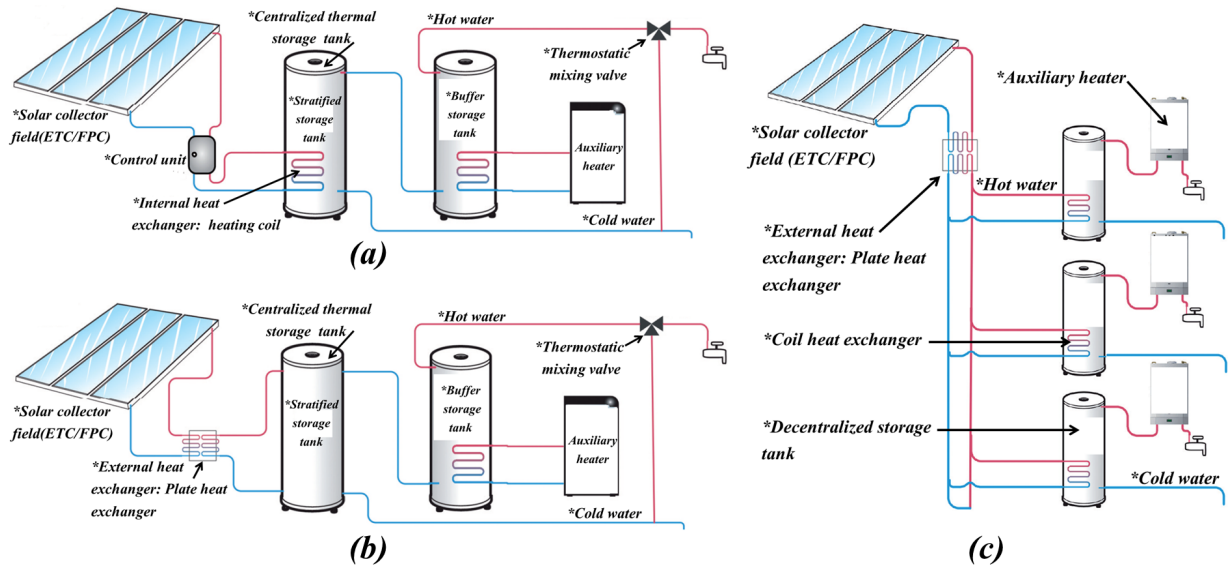 *Centralized thermal
storage tank
*Hot water
*Thermostatic
mixing valve
*Solar collector
field(ETC/FPC)
*Stratified
storage
tank
*Buffer
storage
tank
*Control unit
Auxiliary
heater
*Internal heat
exchanger: heating coil
*Cold water
(a)
*Centralized thermal
storage tank
*Hot water
*Thermostatic
mixing valve
*Solar collector
field(ETC/FPC)
*Stratified
storage
tank
*Buffer
storage
tank
Auxiliary
heater
*External heat
exchanger: Plate heat
exchanger
*Cold water
(b)
*Auxiliary heater
*Solar collector
field (ETC/FPC)
*Hot water
*External heat
exchanger: Plate heat
exchanger
*Coil heat exchanger
*Decentralized storage
tank
*Cold water
(c)